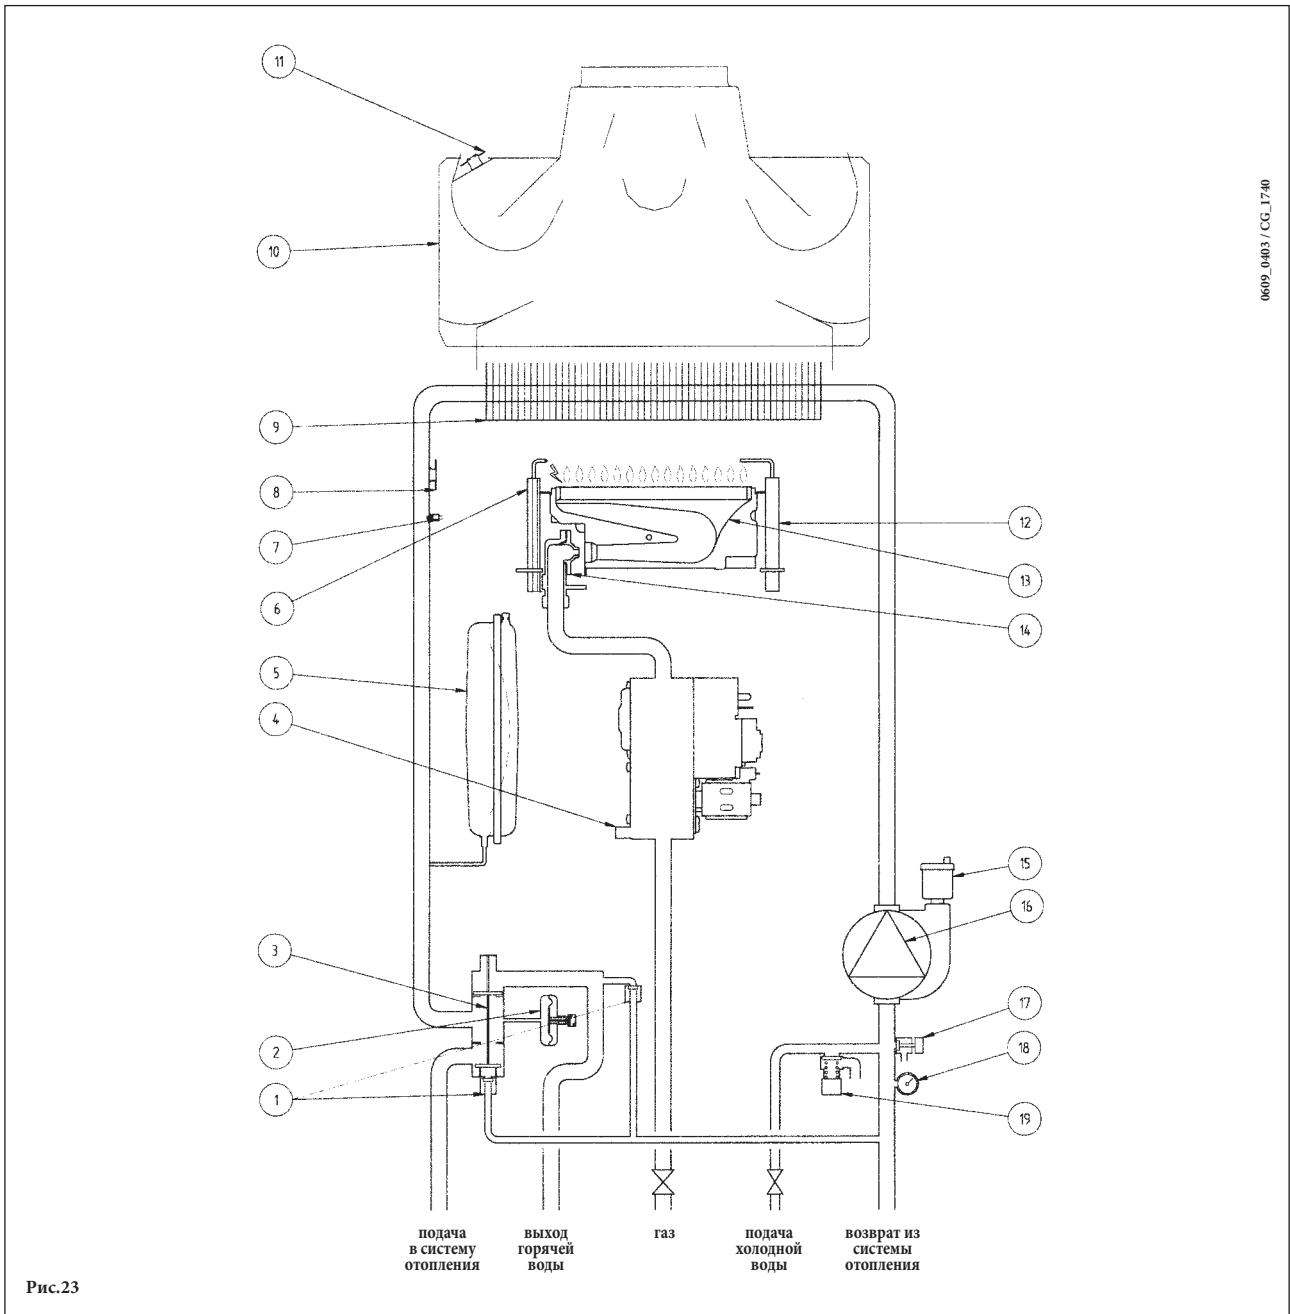 11
10
9
8
7
6
5
4
3
2
1
12
13
14
15
16
17
18
19
0609_0403 / CG_1740
подача
в систему
отопления
выход
горячей
воды
газ
подача
холодной
воды
возврат из
системы
отопления
Рис.23